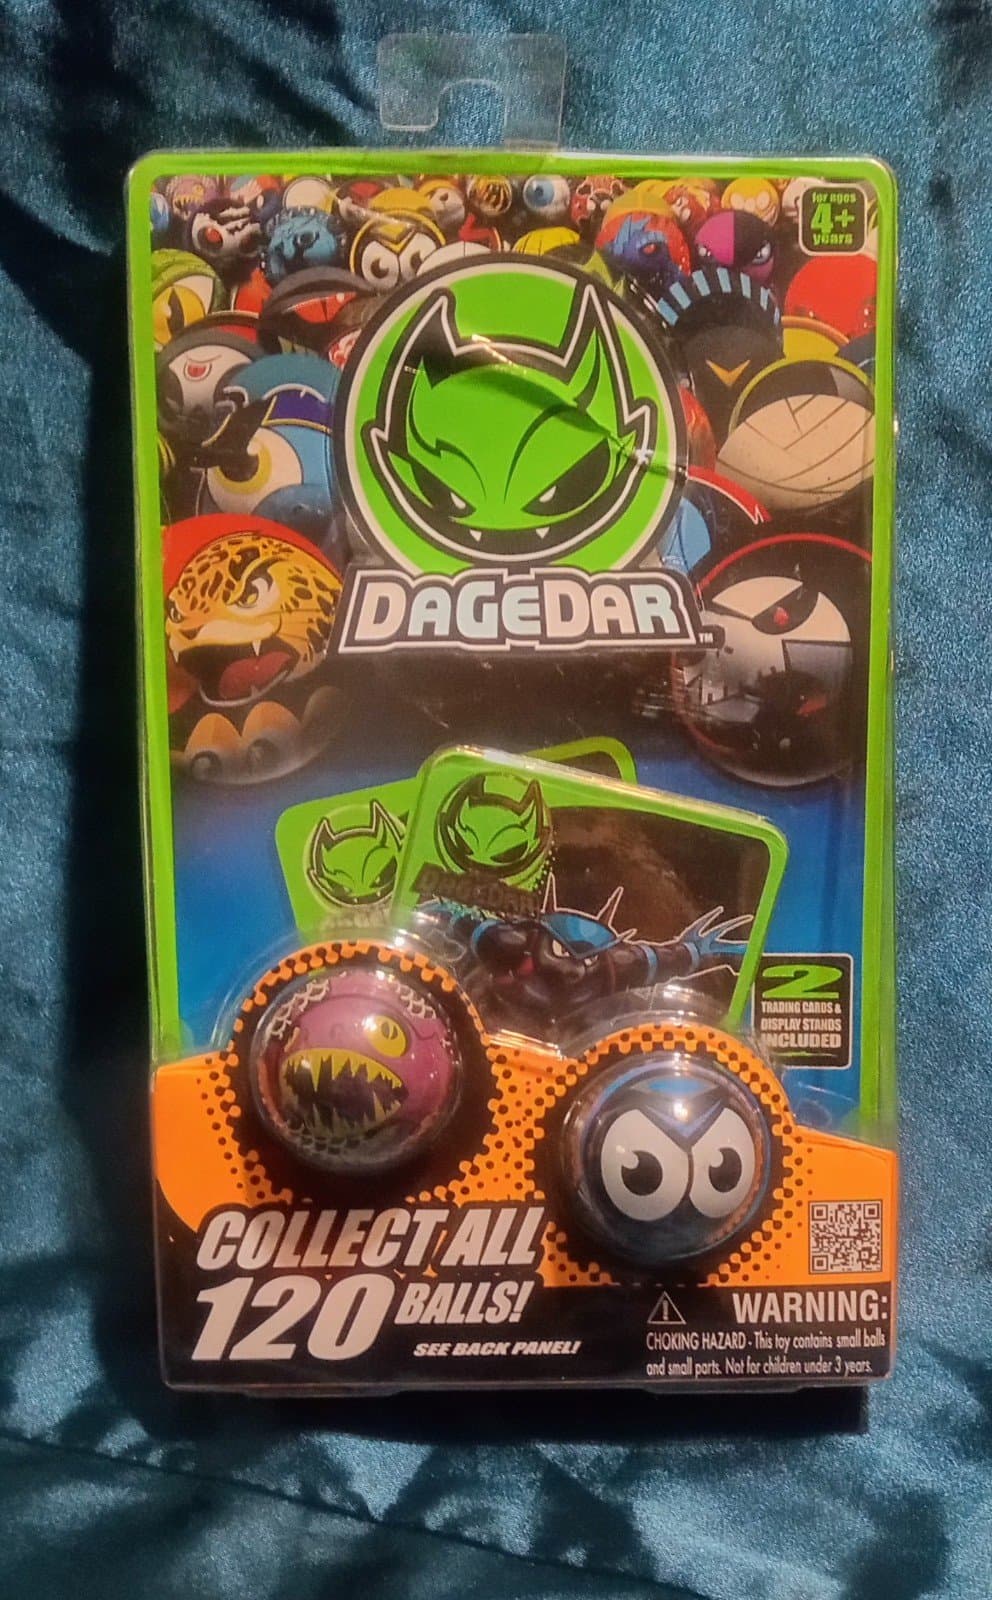 for ages
4+
years
DAGEDAR™
DAGEDAR
2
TRADING CARDS &
DISPLAY STANDS
INCLUDED
COLLECT ALL
120 BALLS!
SEE BACK PANEL!
WARNING:
CHOKING HAZARD - This toy contains small balls
and small parts. Not for children under 3 years.